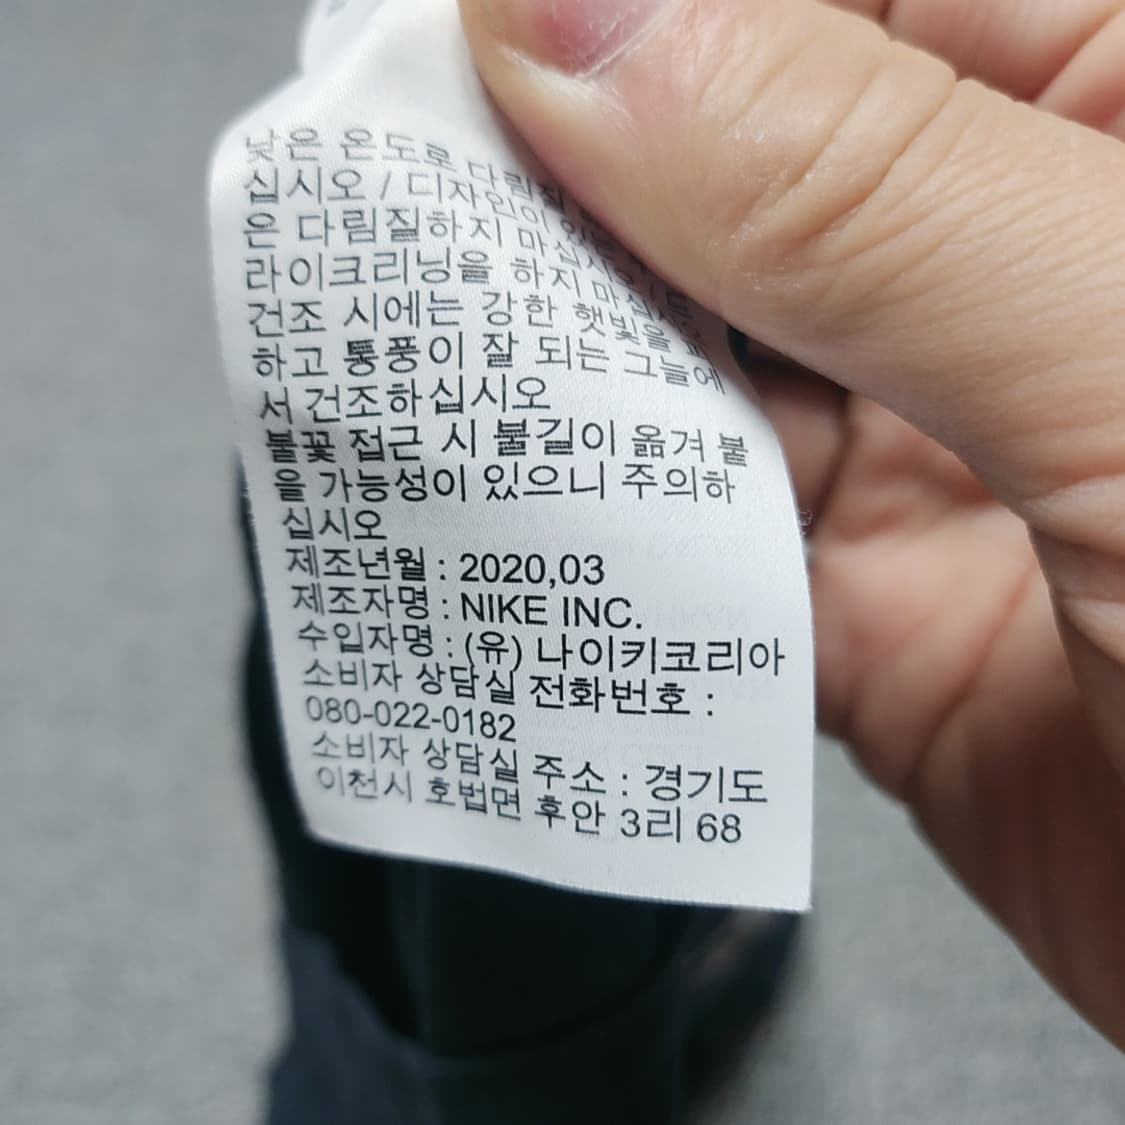 낮은 온도로 다림질
십시오 / 디자인이 있는
은 다림질하지 마십시오 / 드
라이크리닝을 하지 마십시오
건조 시에는 강한 햇빛을 피
하고 통풍이 잘 되는 그늘에
서 건조하십시오
불꽃 접근 시 불길이 옮겨 붙
을 가능성이 있으니 주의하
십시오
제조년월 : 2020,03
제조자명 : NIKE INC.
수입자명 : (유) 나이키코리아
소비자 상담실 전화번호 :
080-022-0182
소비자 상담실 주소 : 경기도
이천시 호법면 후안 3리 68